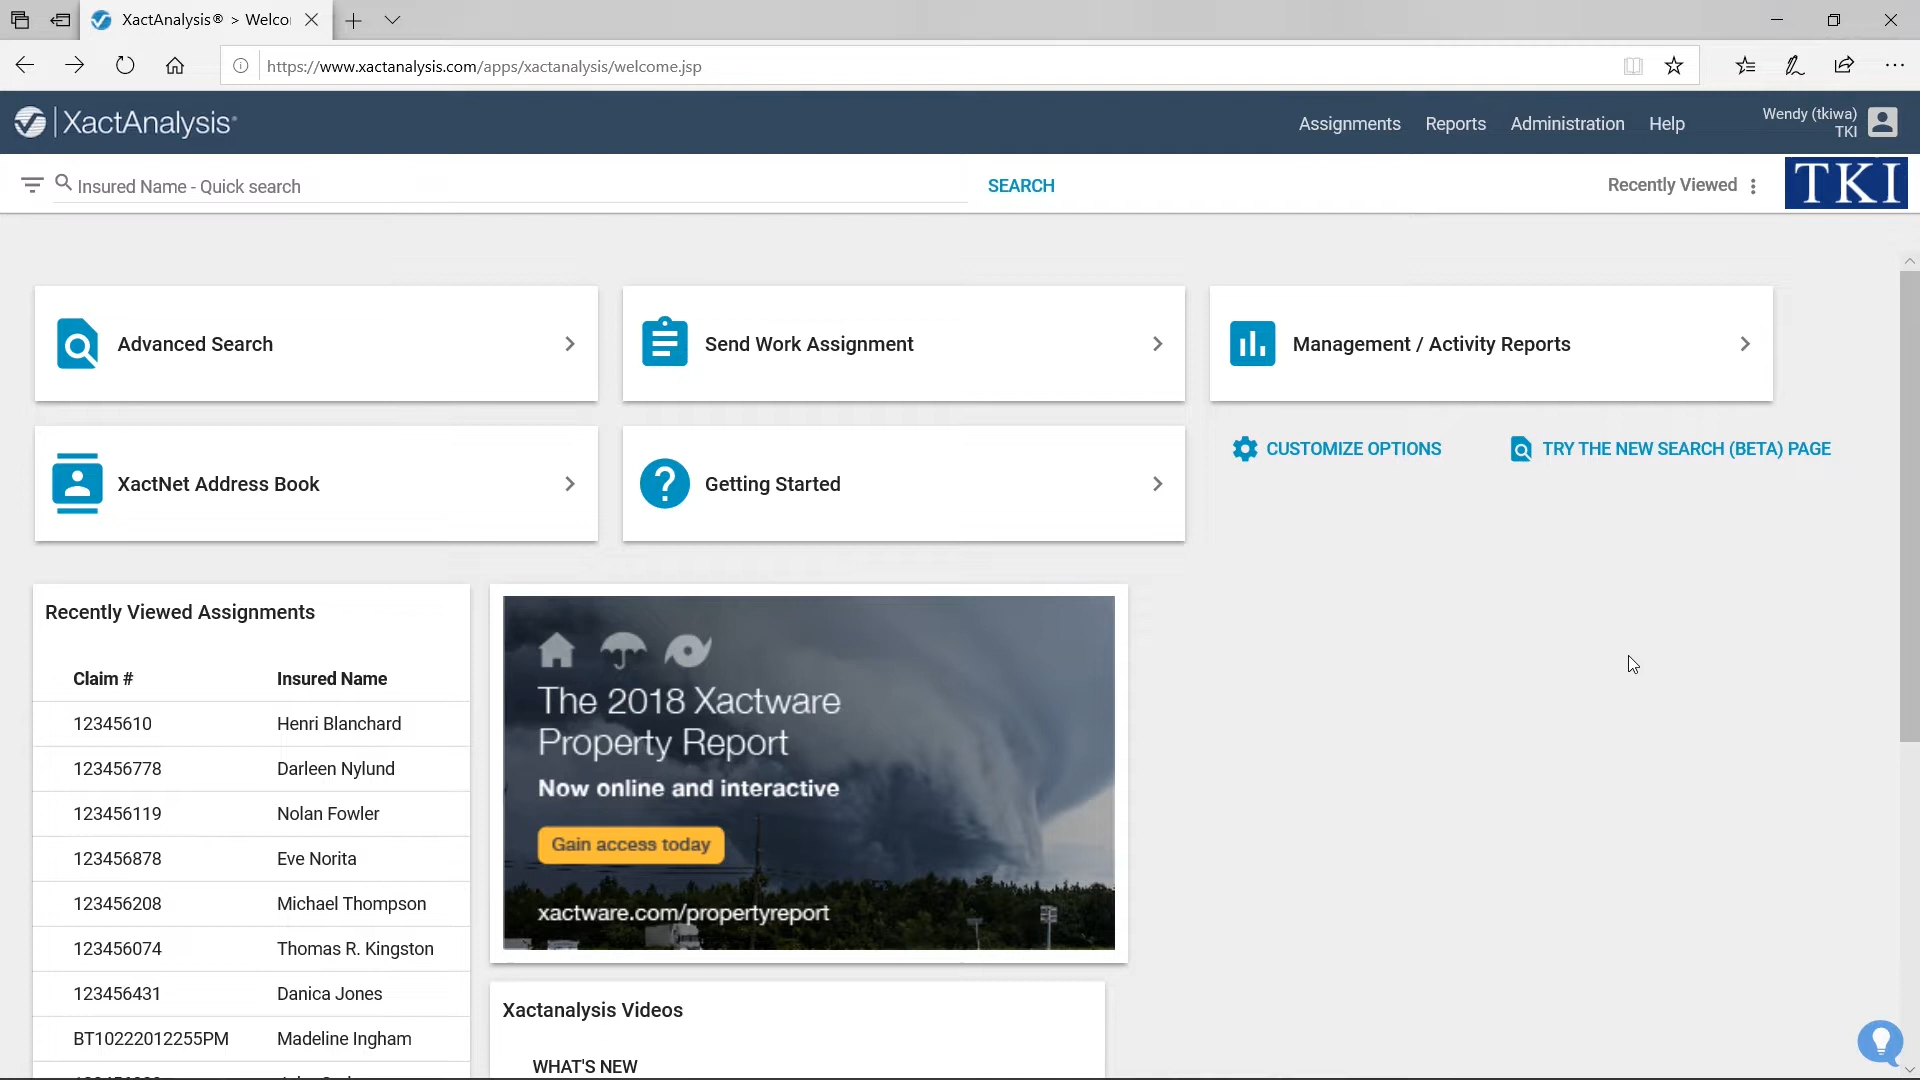 XactAnalysis® > Welco
https://www.xactanalysis.com/apps/xactanalysis/welcome.jsp
XactAnalysis®
Assignments
Reports
Administration
Help
Wendy (tkiwa)
TKI
Insured Name - Quick search
SEARCH
Recently Viewed
TKI
Advanced Search
Send Work Assignment
Management / Activity Reports
XactNet Address Book
Getting Started
CUSTOMIZE OPTIONS
TRY THE NEW SEARCH (BETA) PAGE
Recently Viewed Assignments
Claim # Insured Name
12345610 Henri Blanchard
123456778 Darleen Nylund
123456119 Nolan Fowler
123456878 Eve Norita
123456208 Michael Thompson
123456074 Thomas R. Kingston
123456431 Danica Jones
BT10222012255PM Madeline Ingham
The 2018 Xactware
Property Report
Now online and interactive
Gain access today
xactware.com/propertyreport
Xactanalysis Videos
WHAT'S NEW